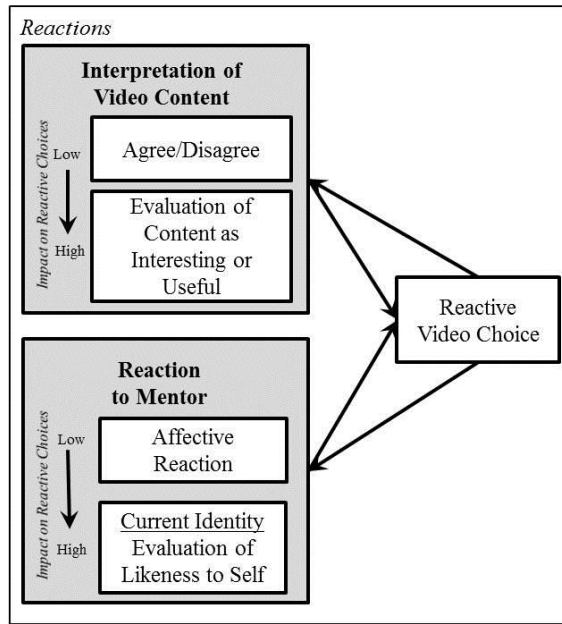 Reactions
Interpretation of
Video Content
Impact on Reactive Choices
Low
High
Agree/Disagree
Evaluation of
Content as
Interesting or
Useful
Reactive
Video Choice
Reaction
to Mentor
Impact on Reactive Choices
Low
High
Affective
Reaction
Current Identity
Evaluation of
Likeness to Self